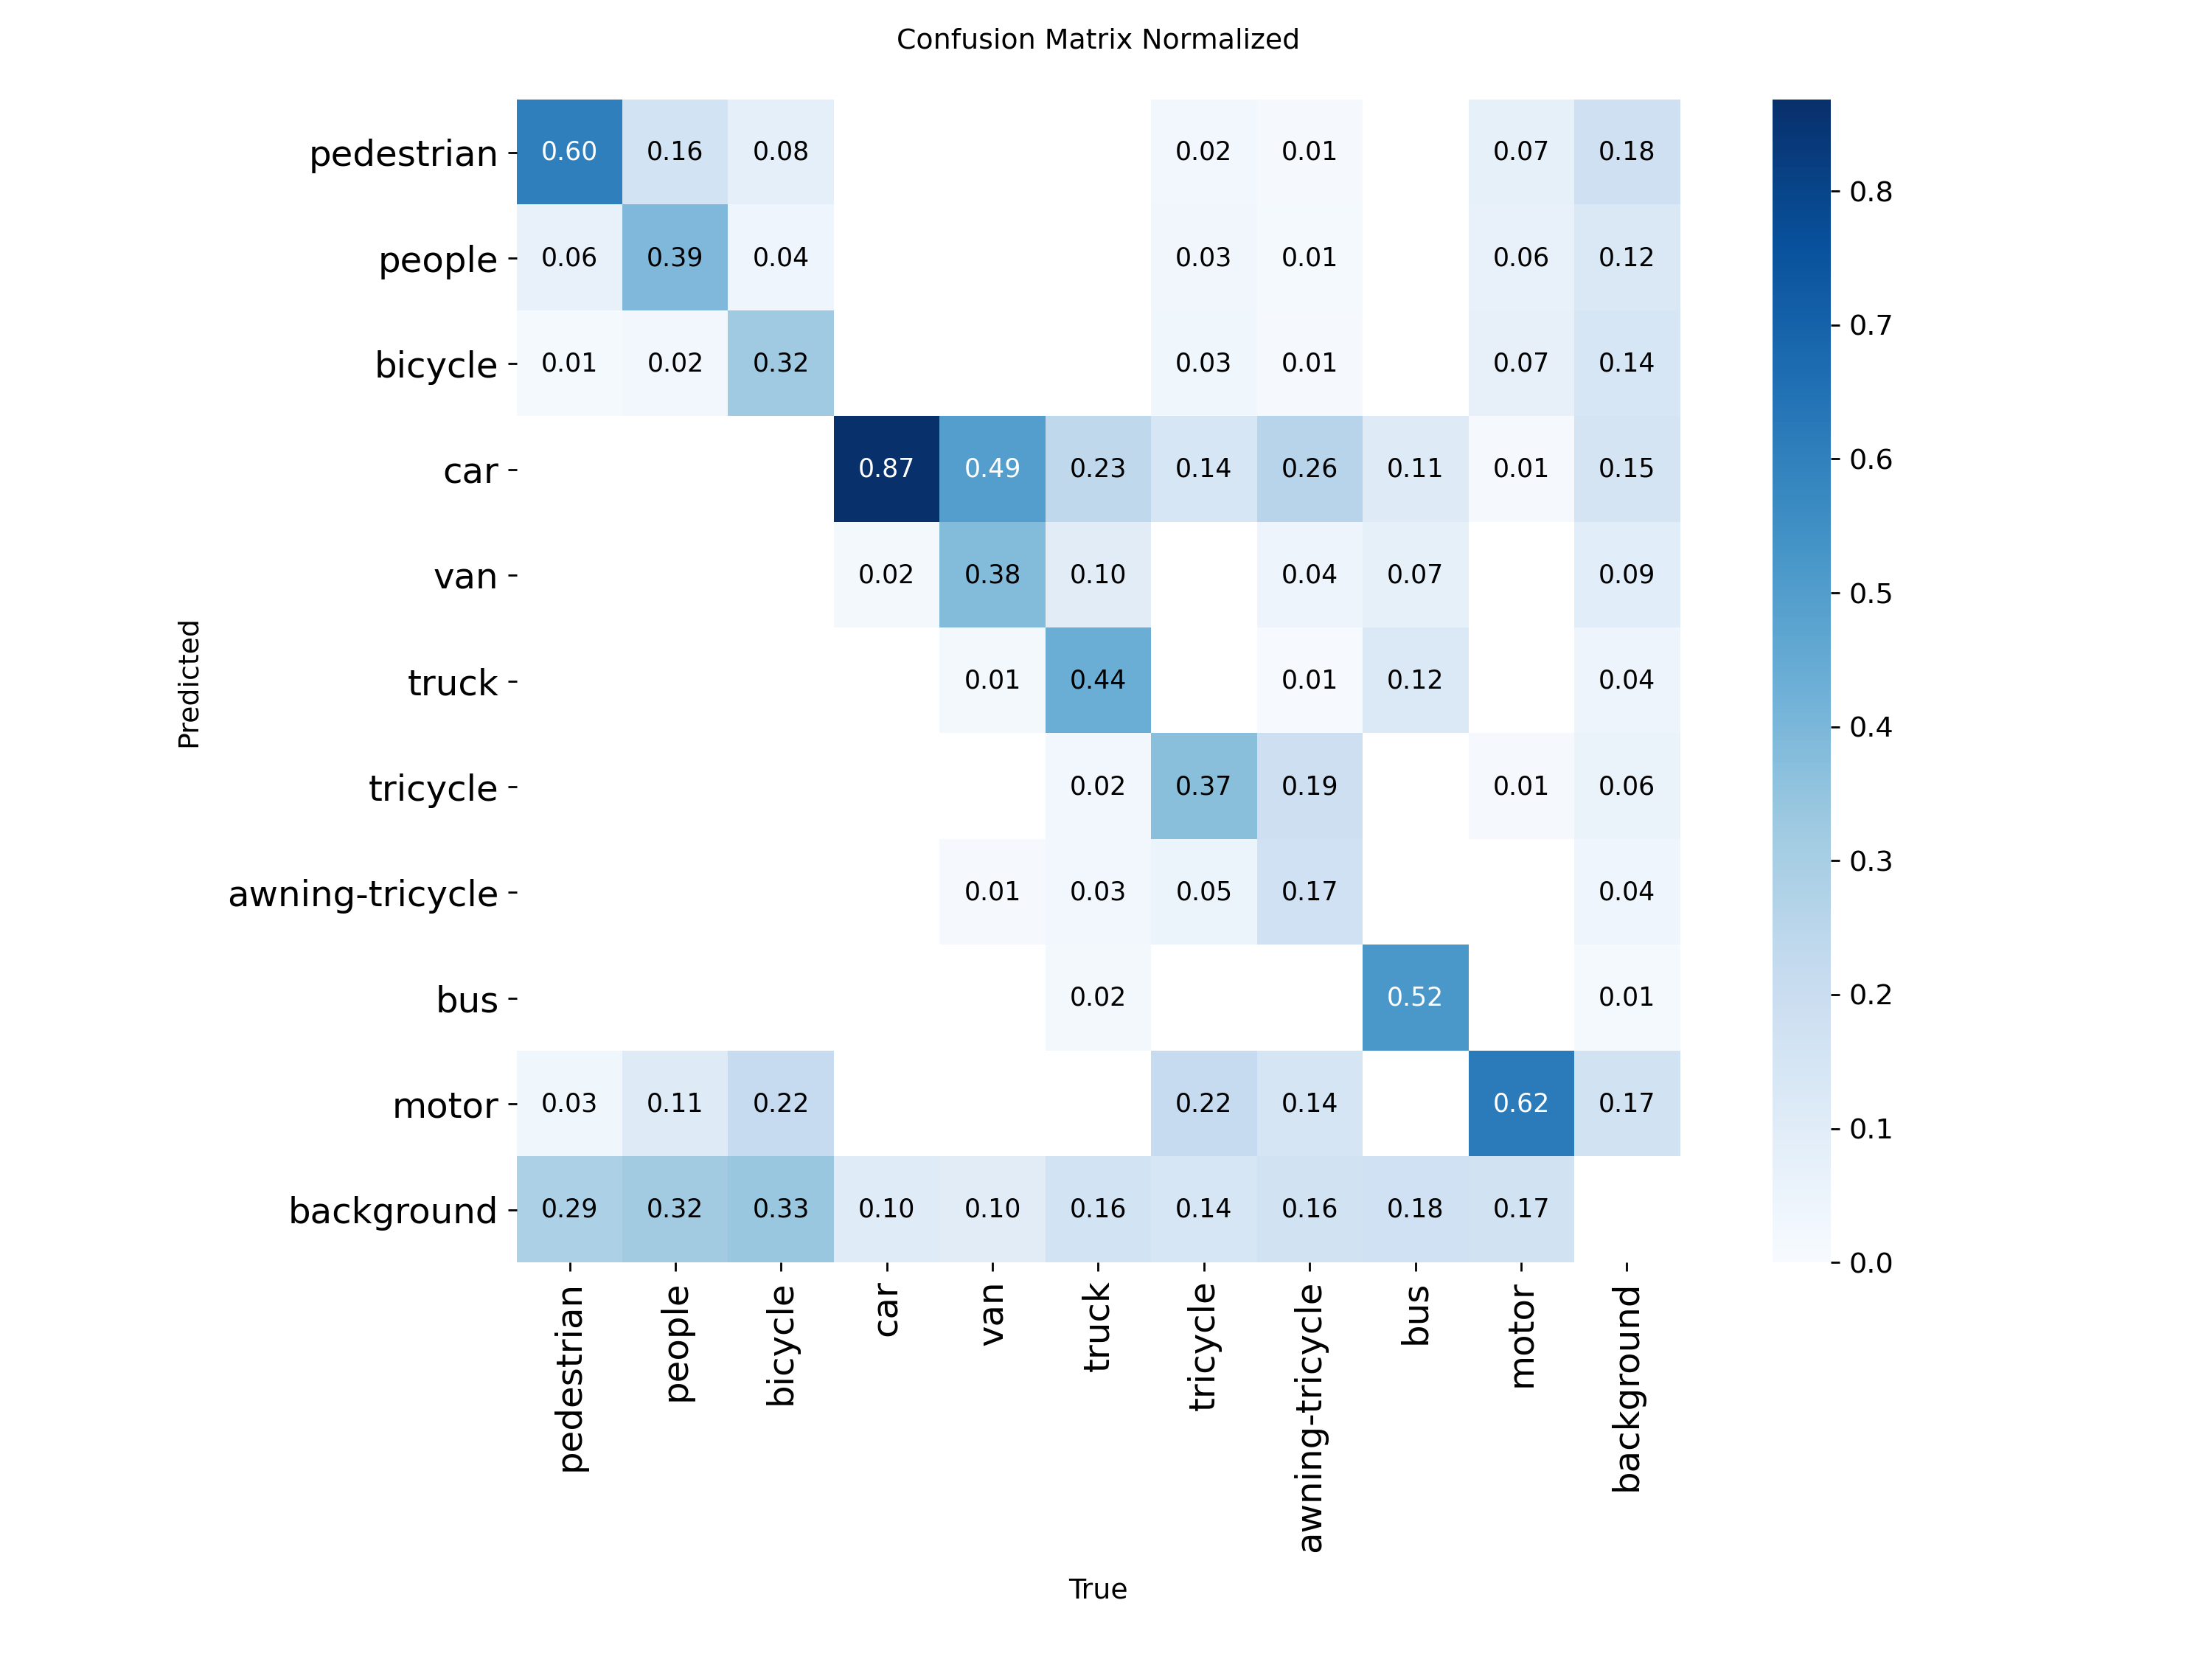 Confusion Matrix Normalized
pedestrian 0.60 0.16 0.08 0.02 0.01 0.07 0.18
people 0.06 0.39 0.04 0.03 0.01 0.06 0.12
bicycle 0.01 0.02 0.32 0.03 0.01 0.07 0.14
car 0.87 0.49 0.23 0.14 0.26 0.11 0.01 0.15
van 0.02 0.38 0.10 0.04 0.07 0.09
truck 0.01 0.44 0.01 0.12 0.04
tricycle 0.02 0.37 0.19 0.01 0.06
awning-tricycle 0.01 0.03 0.05 0.17 0.04
bus 0.02 0.52 0.01
motor 0.03 0.11 0.22 0.22 0.14 0.62 0.17
background 0.29 0.32 0.33 0.10 0.10 0.16 0.14 0.16 0.18 0.17
Predicted
pedestrian
people
bicycle
car
van
truck
tricycle
awning-tricycle
bus
motor
background
True
0.8
0.7
0.6
0.5
0.4
0.3
0.2
0.1
0.0